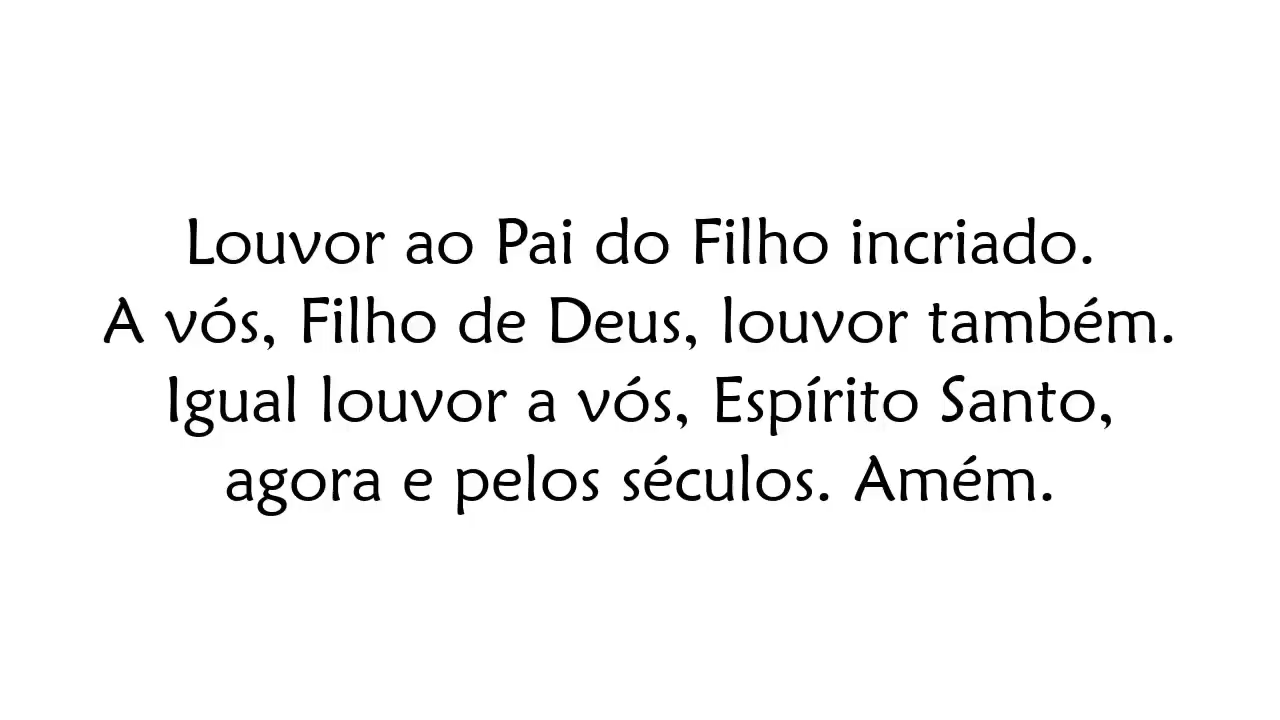 Louvor ao Pai do Filho incriado.
A vós, Filho de Deus, louvor também.
Igual louvor a vós, Espírito Santo,
agora e pelos séculos. Amém.